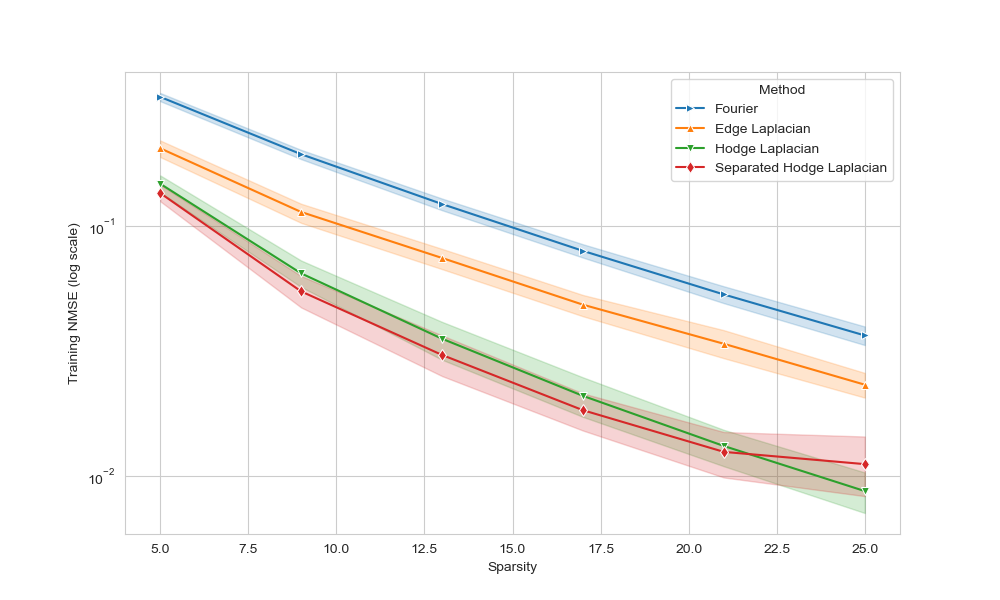 Method
Fourier
Edge Laplacian
Hodge Laplacian
Separated Hodge Laplacian
Training NMSE (log scale)
10⁻¹
10⁻²
5.0 7.5 10.0 12.5 15.0 17.5 20.0 22.5 25.0
Sparsity